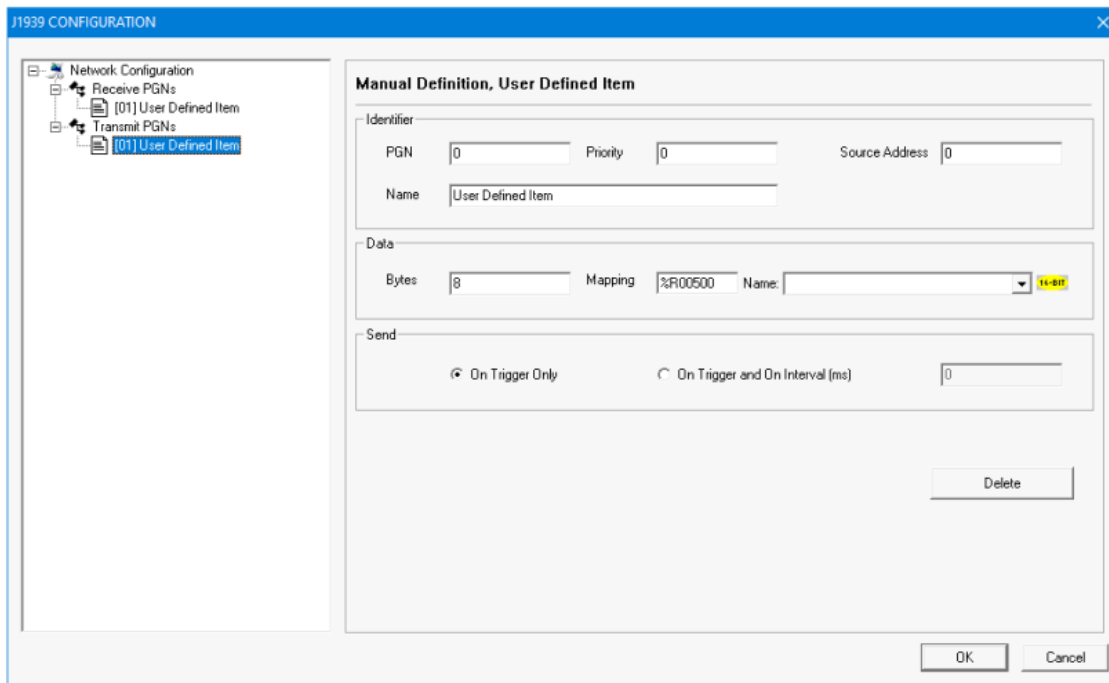 J1939 CONFIGURATION
Network Configuration
Receive PGNs
[01] User Defined Item
Transmit PGNs
[01] User Defined Item
Manual Definition, User Defined Item
Identifier
PGN 0 Priority 0 Source Address 0
Name User Defined Item
Data
Bytes 8 Mapping %R00500 Name: 16-BIT
Send
On Trigger Only On Trigger and On Interval (ms) 0
Delete
OK Cancel